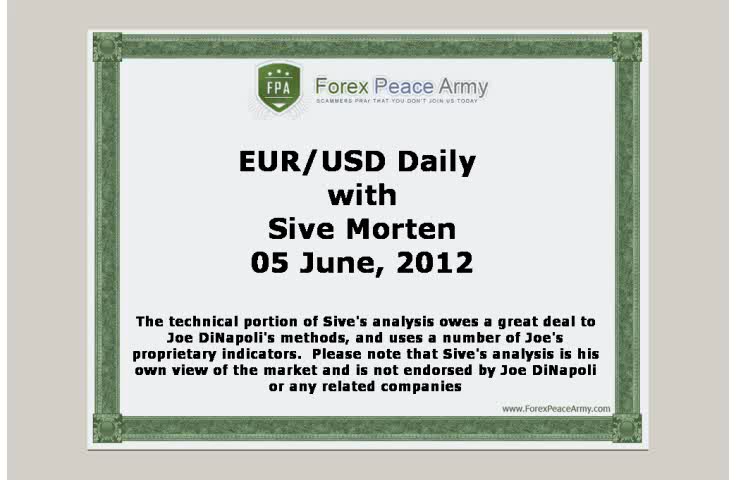 FPA
Forex Peace Army
SCAMMERS PRAY THAT YOU DON'T JOIN US TODAY
EUR/USD Daily
with
Sive Morten
05 June, 2012
The technical portion of Sive's analysis owes a great deal to
Joe DiNapoli's methods, and uses a number of Joe's
proprietary indicators. Please note that Sive's analysis is his
own view of the market and is not endorsed by Joe DiNapoli
or any related companies
www.ForexPeaceArmy.com